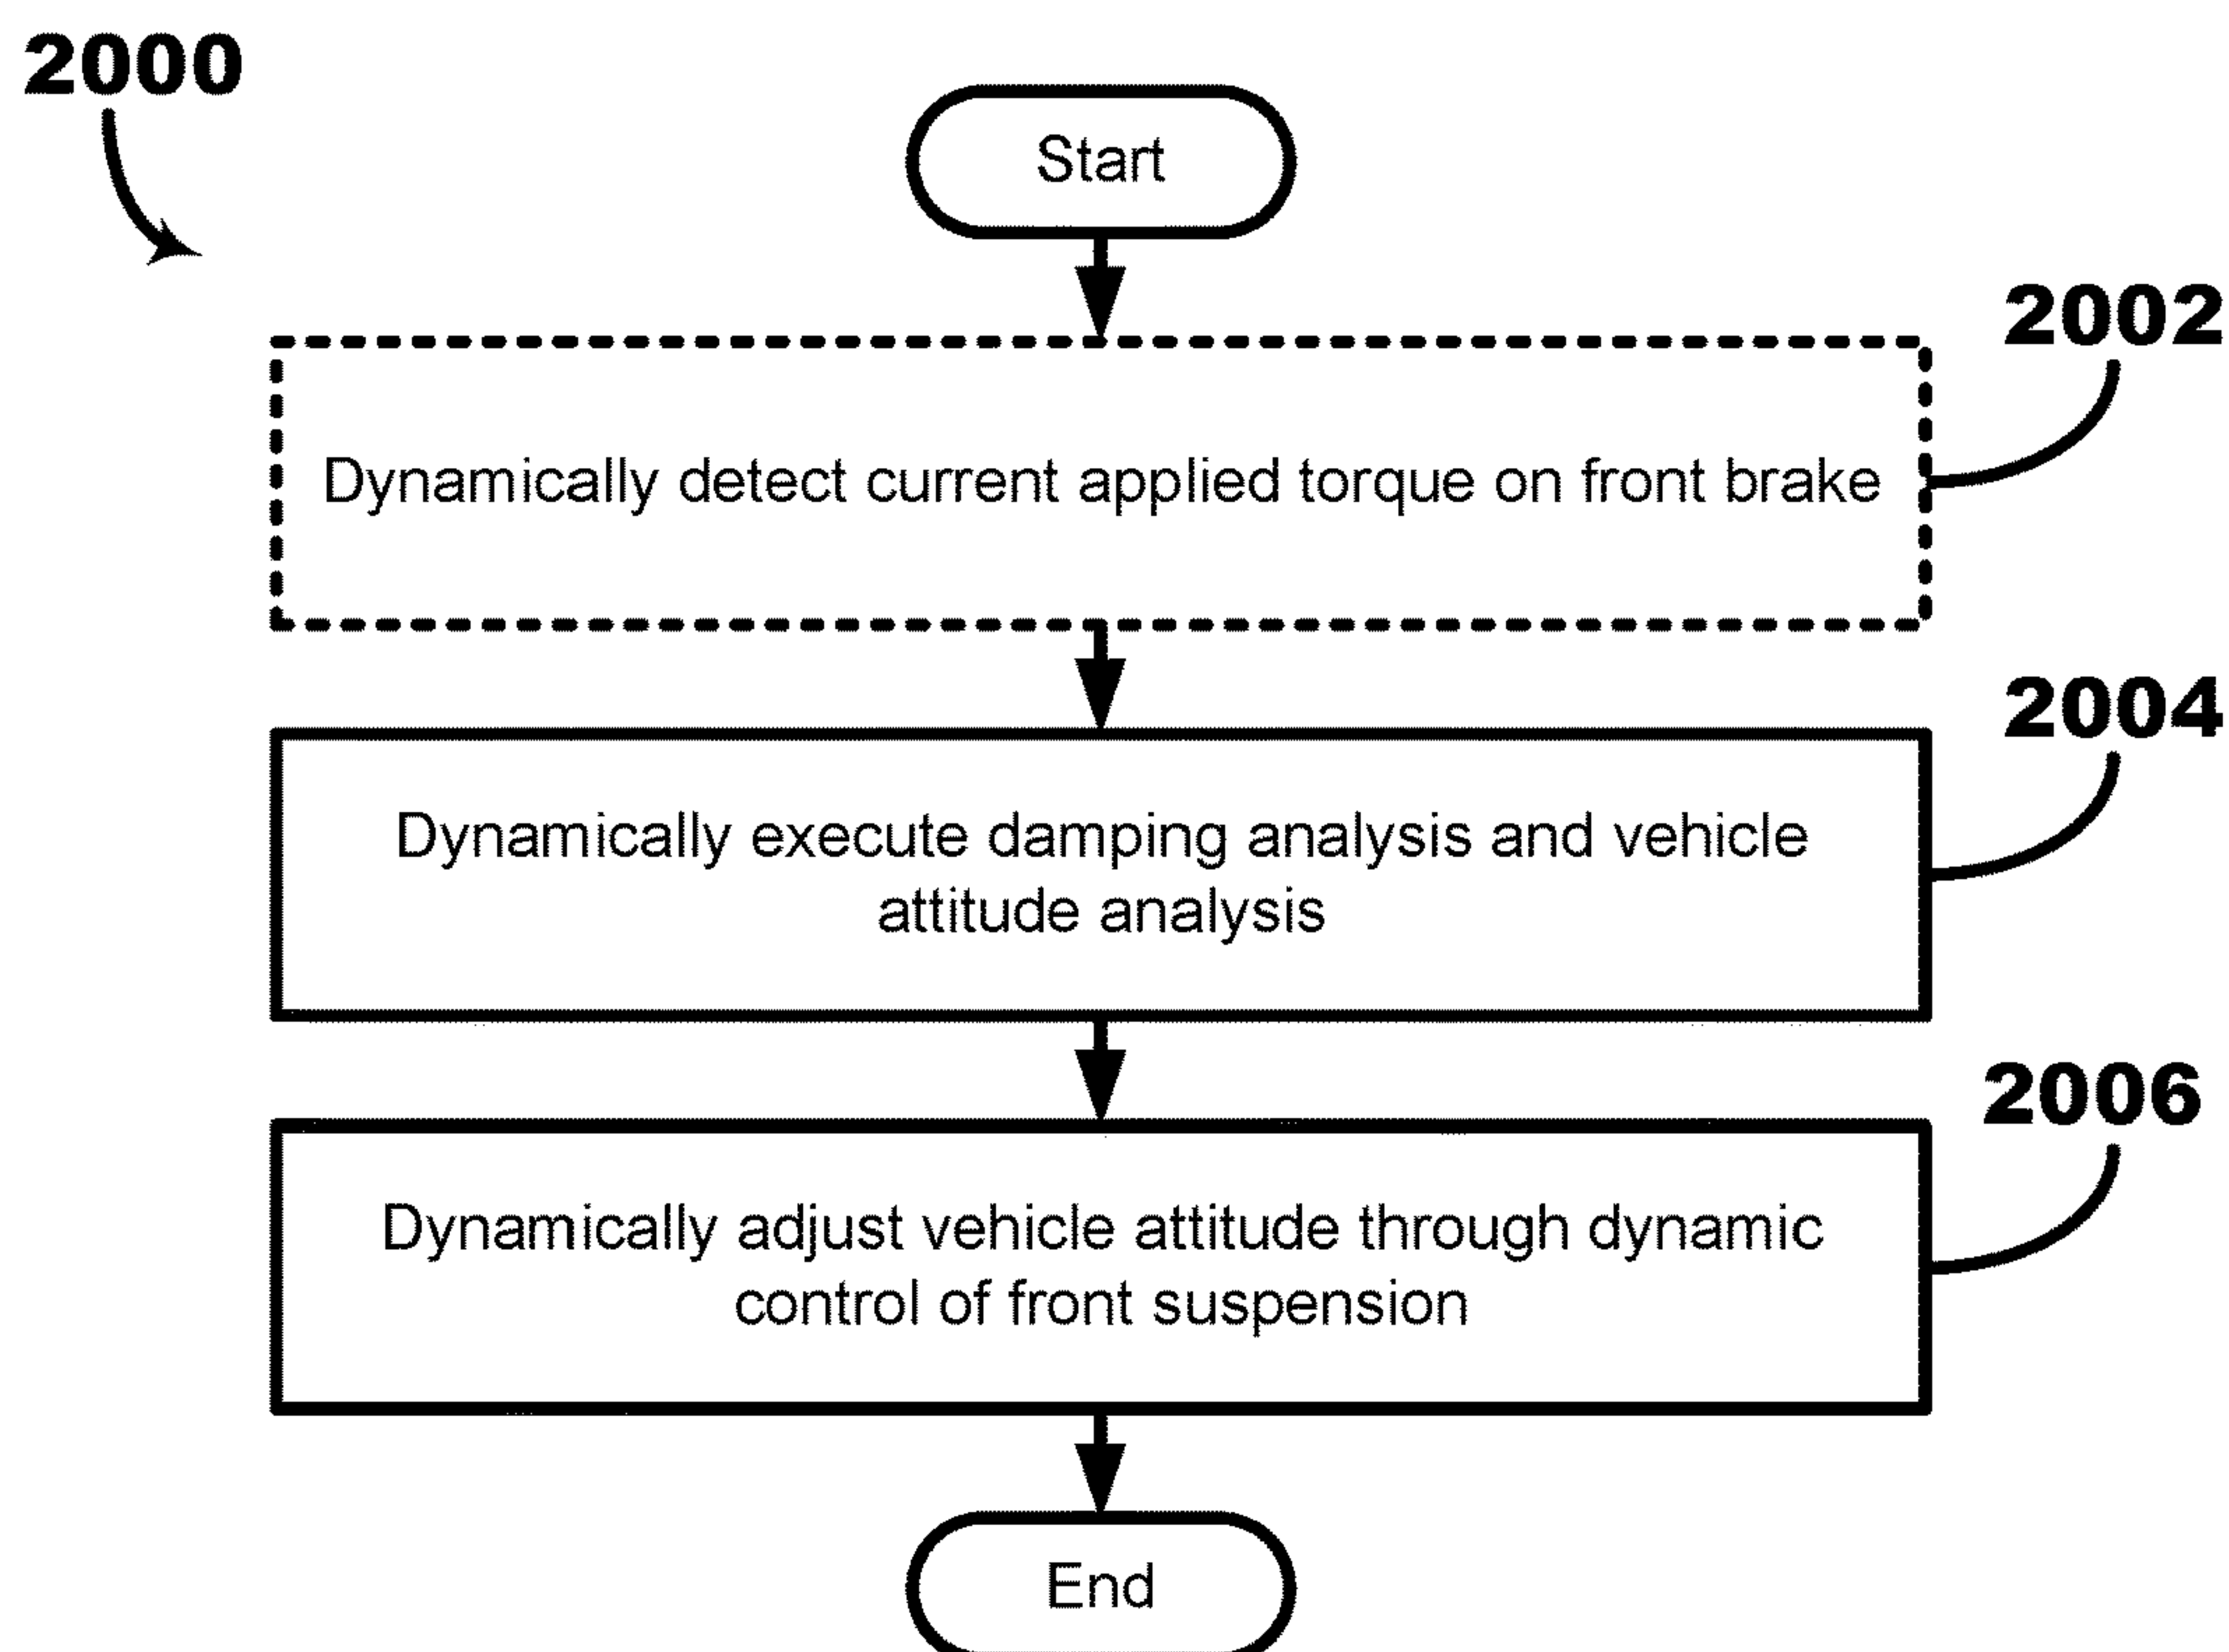 2000
Start
2002
Dynamically detect current applied torque on front brake
2004
Dynamically execute damping analysis and vehicle
attitude analysis
2006
Dynamically adjust vehicle attitude through dynamic
control of front suspension
End